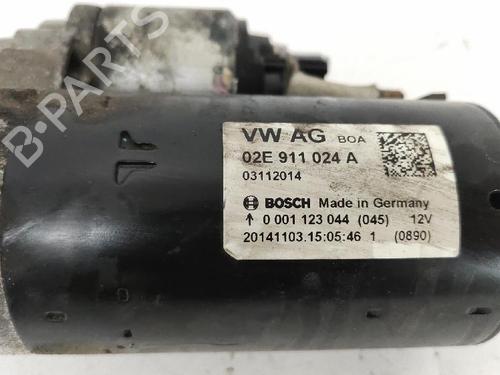 VW AG BOA
02E 911 024 A
03112014
BOSCH Made in Germany
↑ 0 001 123 044 (045) 12V
20141103.15:05:46 1 (0890)
B-PARTS